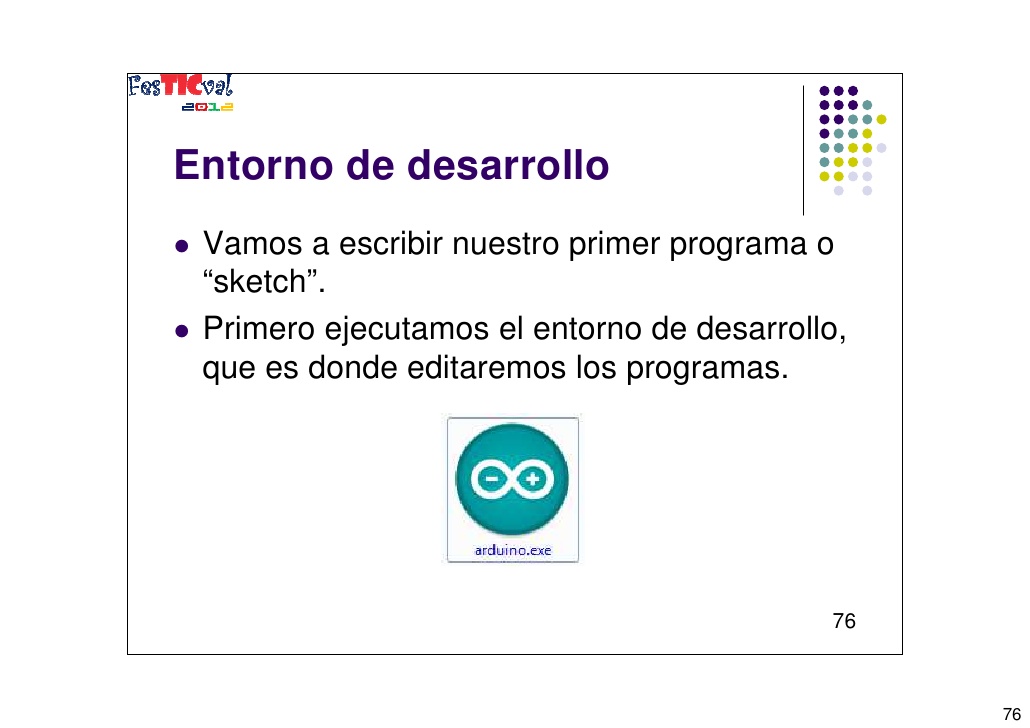 FesTICval
2012
Entorno de desarrollo
Vamos a escribir nuestro primer programa o
“sketch”.
Primero ejecutamos el entorno de desarrollo,
que es donde editaremos los programas.
arduino.exe
76
76